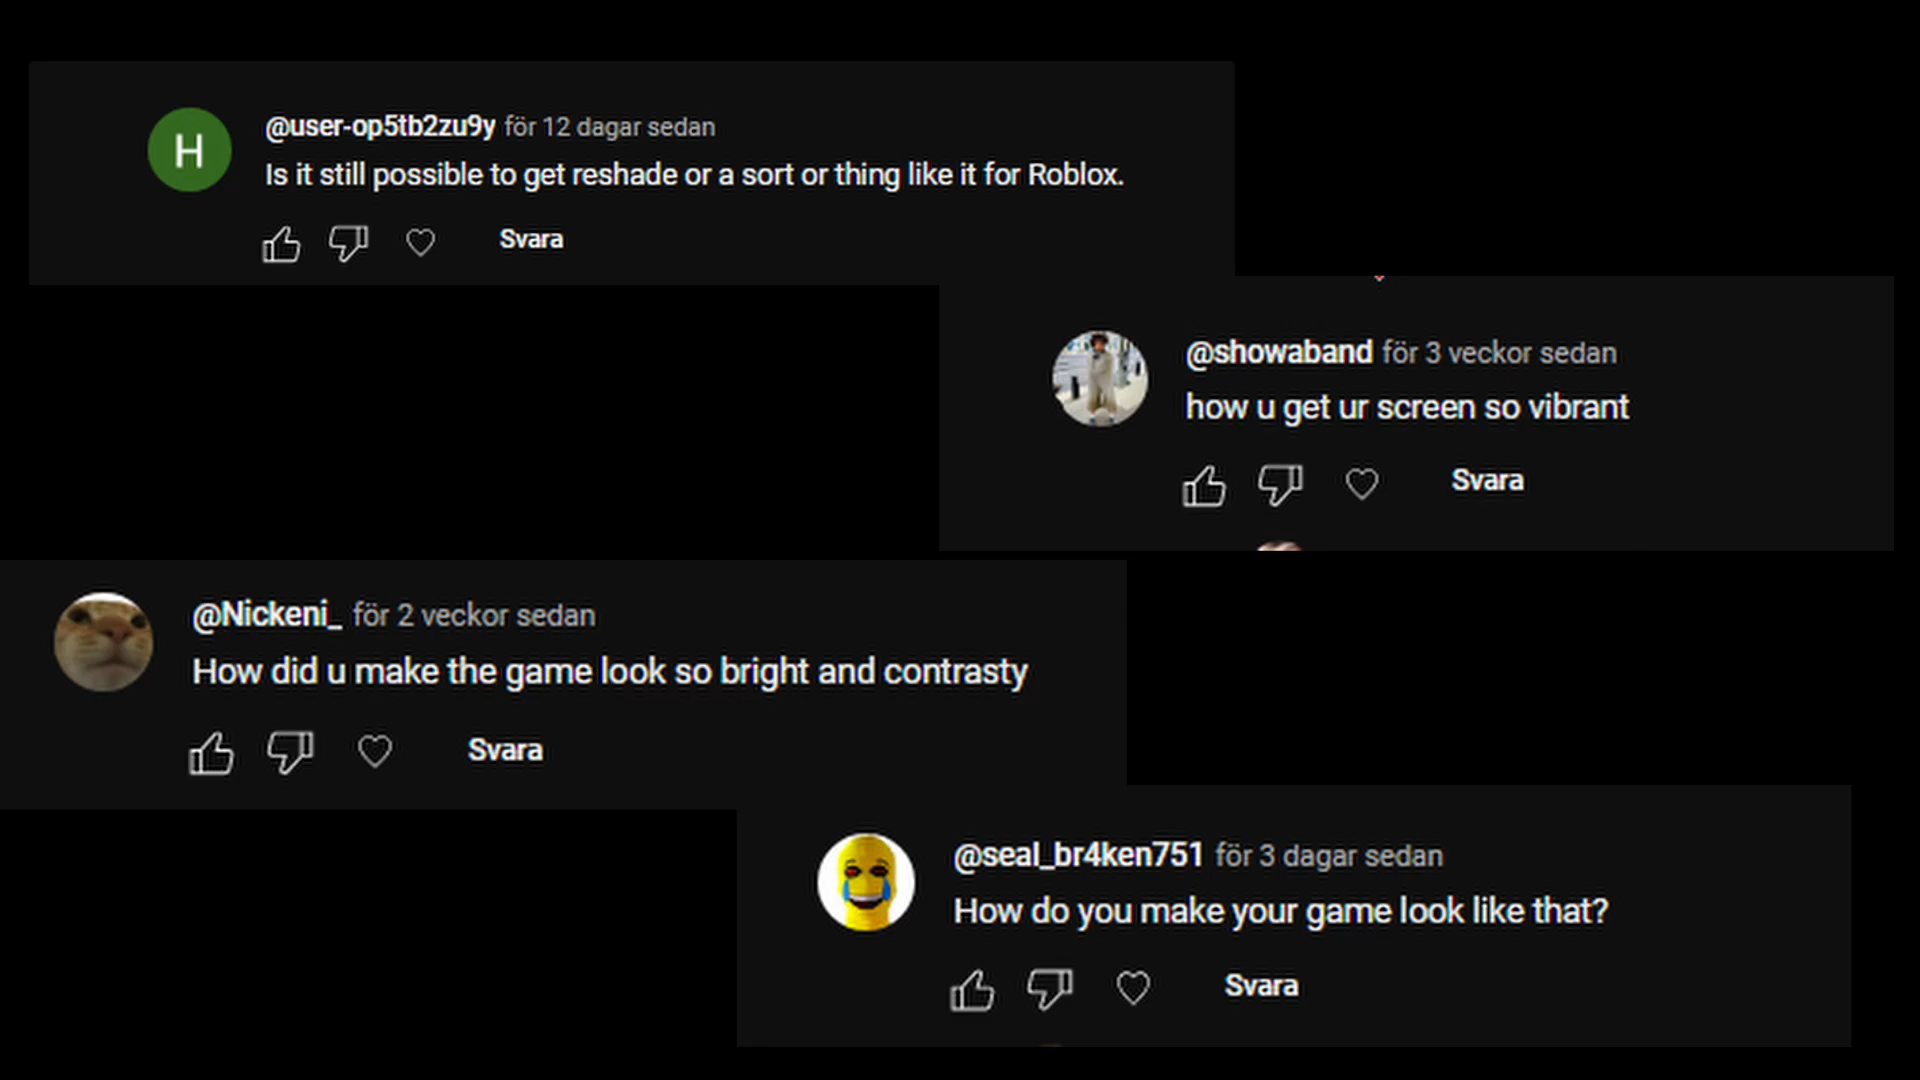 H
@user-op5tb2zu9y för 12 dagar sedan
Is it still possible to get reshade or a sort or thing like it for Roblox.
Svara
@showaband för 3 veckor sedan
how u get ur screen so vibrant
Svara
@Nickeni_ för 2 veckor sedan
How did u make the game look so bright and contrasty
Svara
@seal_br4ken751 för 3 dagar sedan
How do you make your game look like that?
Svara